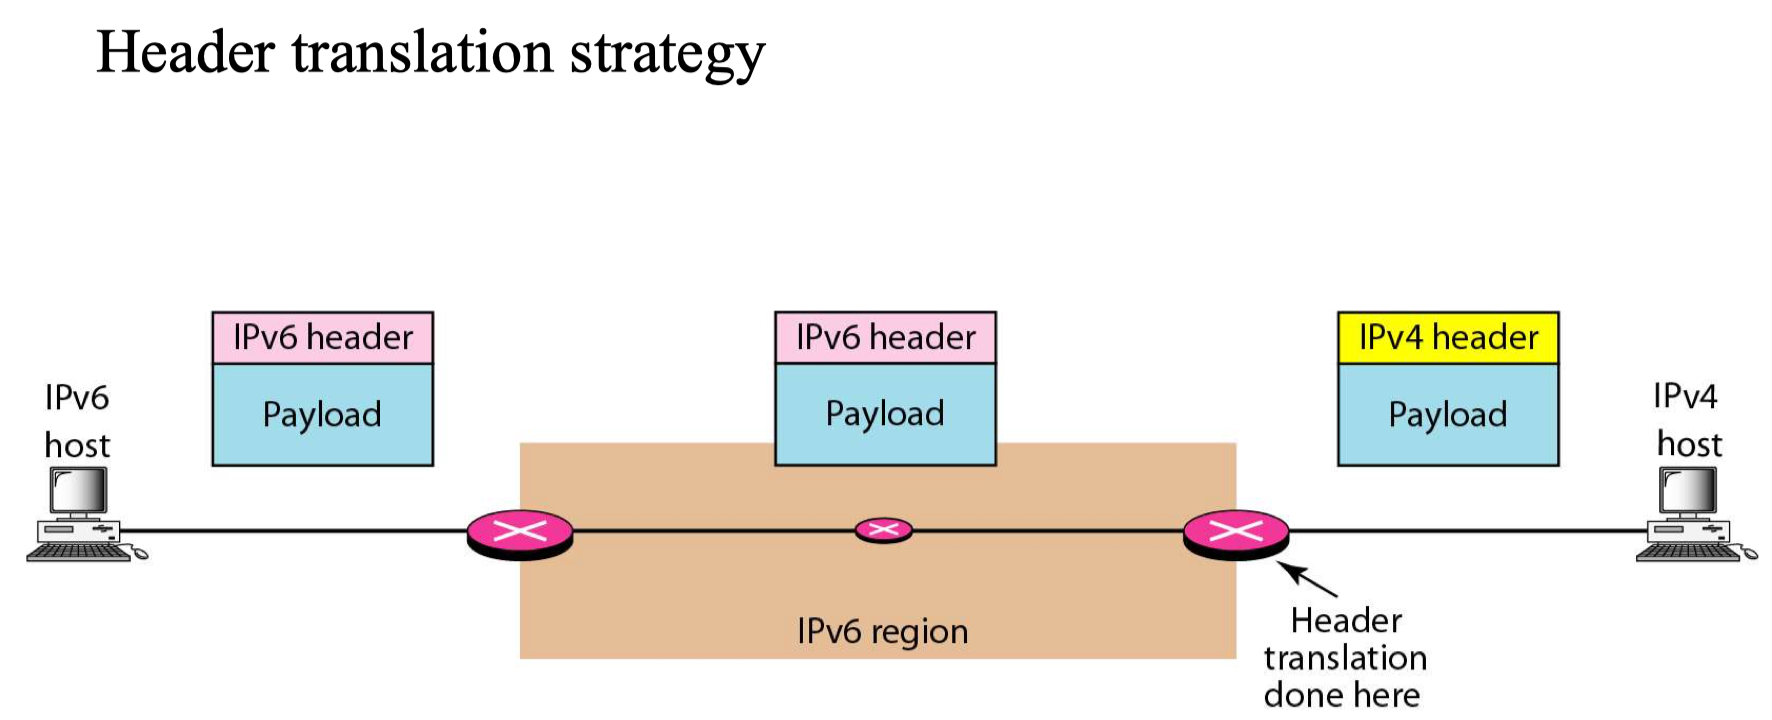 Header translation strategy
IPv6 header
Payload
IPv6 header
Payload
IPv4 header
Payload
IPv6
host
IPv4
host
IPv6 region
Header
translation
done here